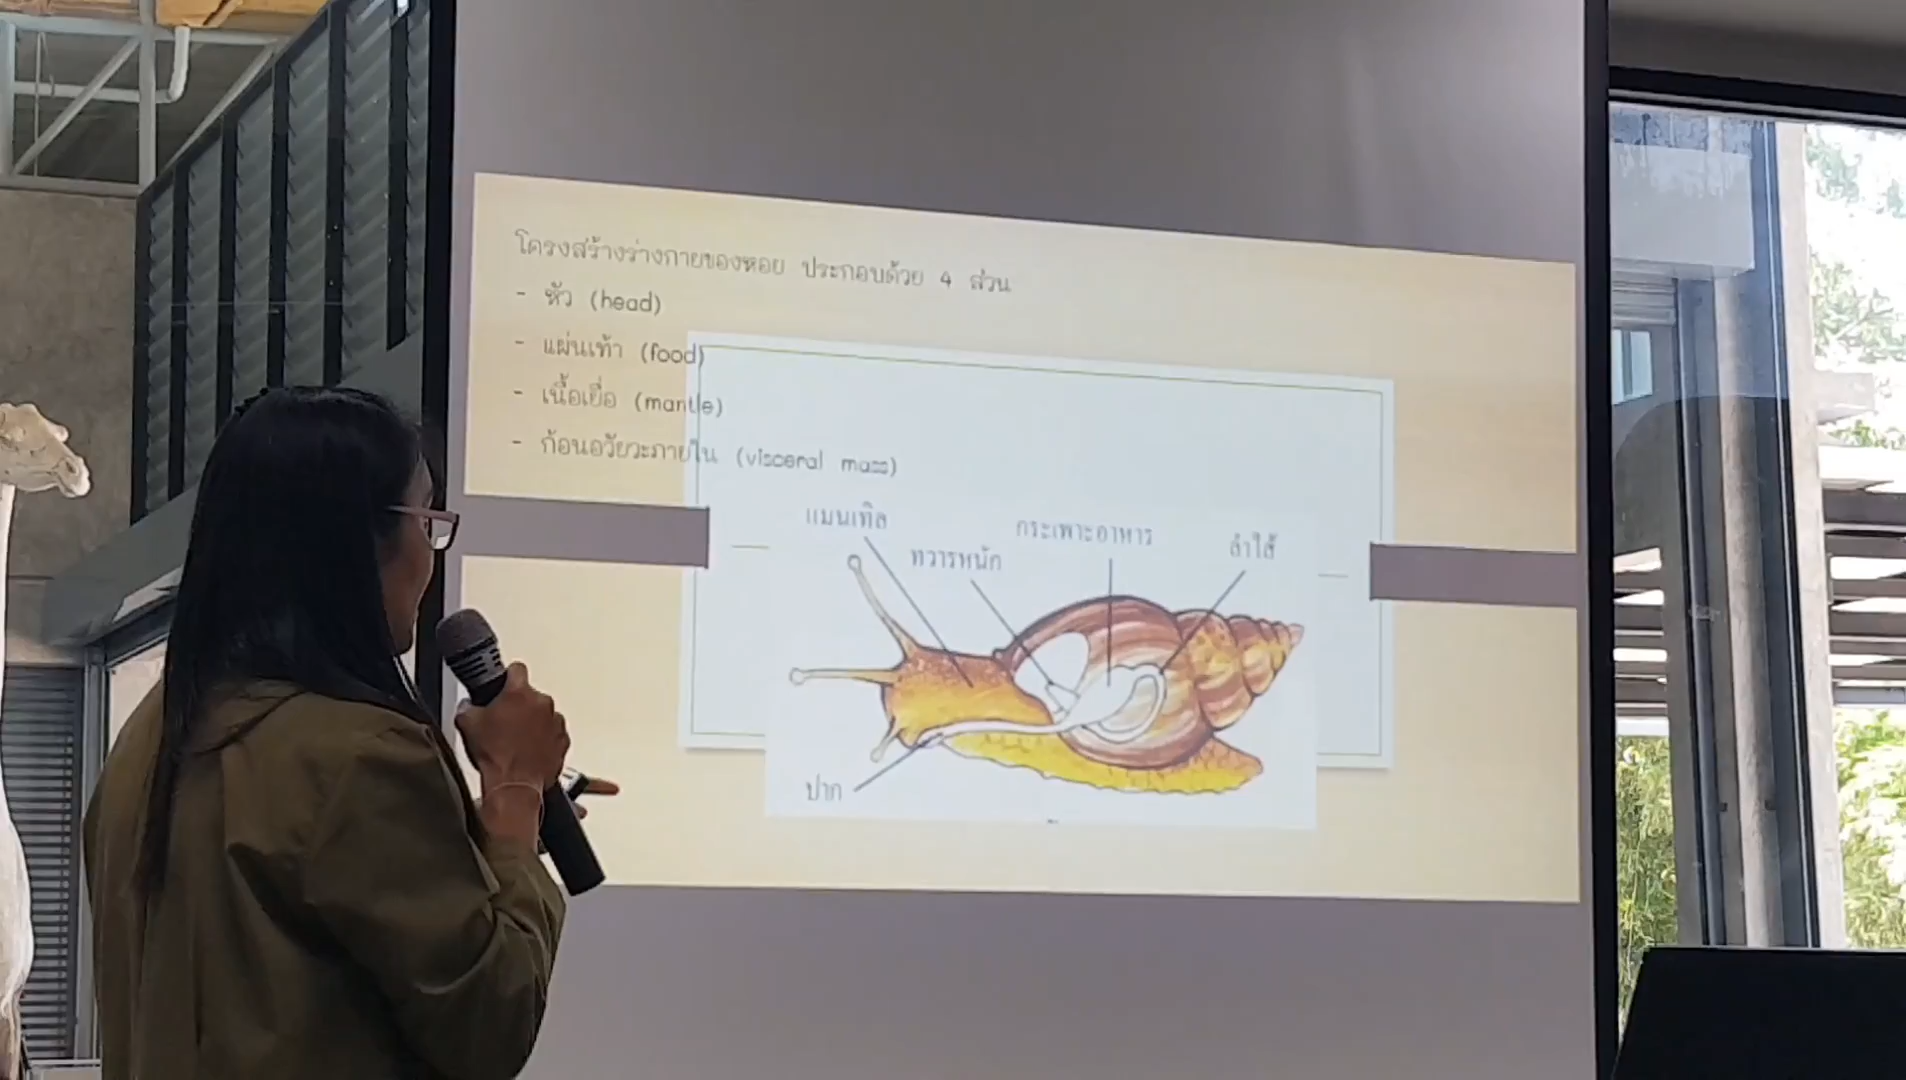 โครงสร้างร่างกายของหอย ประกอบด้วย 4 ส่วน
- หัว (head)
- แผ่นเท้า (food)
- เนื้อเยื่อ (mantle)
- ก้อนอวัยวะภายใน (visceral mass)
แมนเทิล
ทวารหนัก
กระเพาะอาหาร
ลำไส้
ปาก